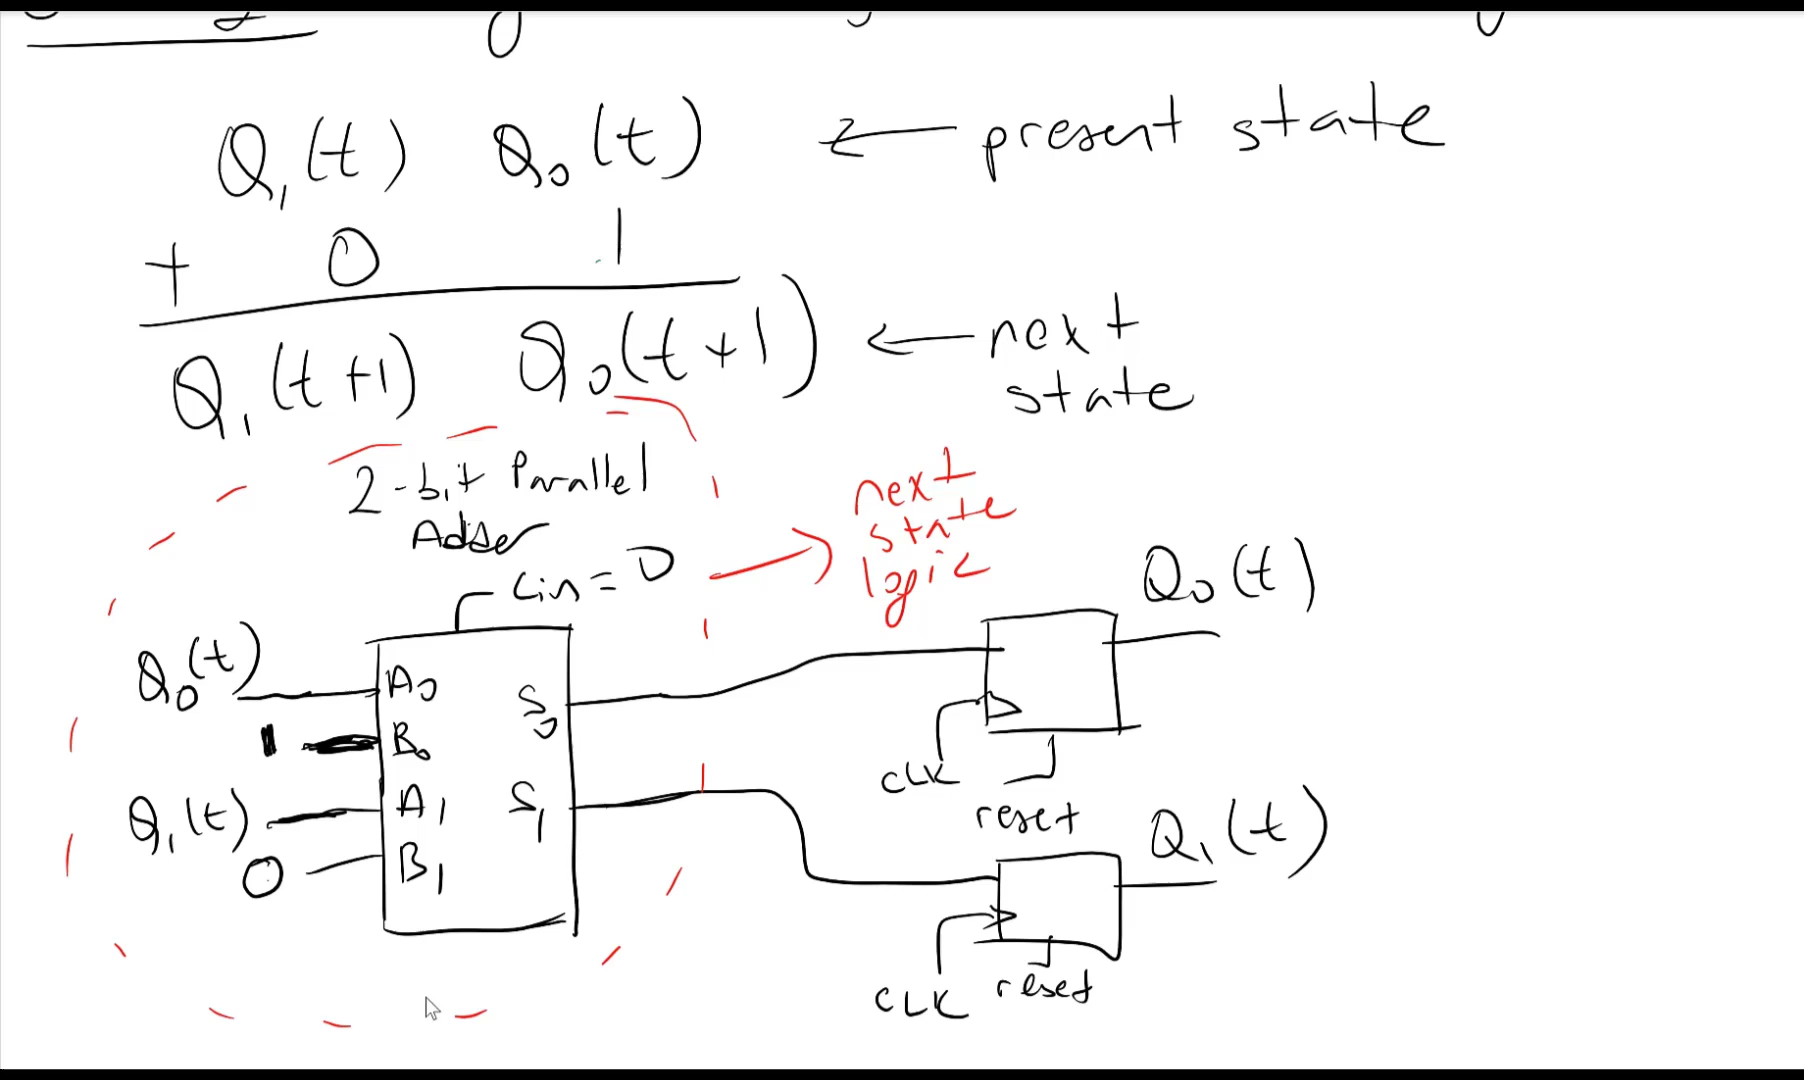 Q₁(t) Q₀(t) ← present state
+ 0 1
Q₁(t+1) Q₀(t+1) ← next
state
2-bit Parallel
Adder
Cin = 0
→ next
state
logic
Q₀(t)
Q₀(t) A₀ S₀
1 B₀
CLK
reset
Q₁(t) A₁ S₁
Q₁(t)
0 B₁
CLK reset